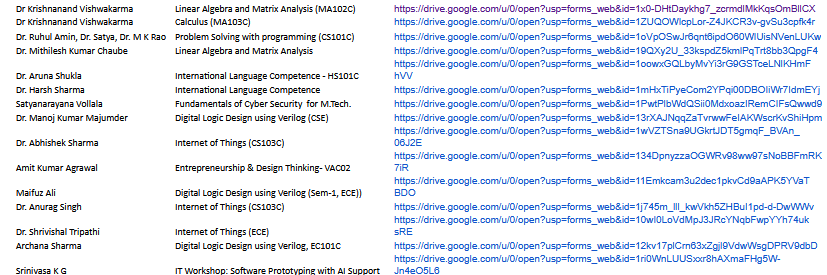 Dr Krishnanand Vishwakarma Linear Algebra and Matrix Analysis (MA102C) https://drive.google.com/u/0/open?usp=forms_web&id=1x0-DHtDaykhg7_zcrmdIMkKqsOmBlICX
Dr Krishnanand Vishwakarma Calculus (MA103C) https://drive.google.com/u/0/open?usp=forms_web&id=1ZUQOWlcpLor-Z4JKCR3v-gvSu3cpfk4r
Dr. Ruhul Amin, Dr. Satya, Dr. M K Rao Problem Solving with programming (CS101C) https://drive.google.com/u/0/open?usp=forms_web&id=1oVpOSwJr6qnt6ipdO60WlUisNVenLUKw
Dr. Mithilesh Kumar Chaube Linear Algebra and Matrix Analysis https://drive.google.com/u/0/open?usp=forms_web&id=19QXy2U_33kspdZ5kmlPqTrt8bb3QpgF4
https://drive.google.com/u/0/open?usp=forms_web&id=1oowxGQLbyMvYi3rG9GSTceLNIKHmF
Dr. Aruna Shukla International Language Competence - HS101C hVV
Dr. Harsh Sharma International Language Competence https://drive.google.com/u/0/open?usp=forms_web&id=1mHxTiPyeCom2YPqi00DBOIiWr7IdmEYj
Satyanarayana Vollala Fundamentals of Cyber Security for M.Tech. https://drive.google.com/u/0/open?usp=forms_web&id=1PwtPlbWdQSii0MdxoazIRemCIFsQwwd9
Dr. Manoj Kumar Majumder Digital Logic Design using Verilog (CSE) https://drive.google.com/u/0/open?usp=forms_web&id=13rXAJNqqZaTvrwwFeIAKWscrKvShiHpm
https://drive.google.com/u/0/open?usp=forms_web&id=1wVZTSna9UGkrtJDT5gmqF_BVAn_
Dr. Abhishek Sharma Internet of Things (CS103C) 06J2E
https://drive.google.com/u/0/open?usp=forms_web&id=134DpnyzzaOGWRv98ww97sNoBBFmRK
Amit Kumar Agrawal Entrepreneurship & Design Thinking- VAC02 7iR
https://drive.google.com/u/0/open?usp=forms_web&id=11Emkcam3u2dec1pkvCd9aAPK5YVaT
Maifuz Ali Digital Logic Design using Verilog (Sem-1, ECE)) BDO
Dr. Anurag Singh Internet of Things (CS103C) https://drive.google.com/u/0/open?usp=forms_web&id=1j745m_lll_kwVkh5ZHBuI1pd-d-DwWWv
https://drive.google.com/u/0/open?usp=forms_web&id=10wI0LoVdMpJ3JRcYNqbFwpYYh74uk
Dr. Shrivishal Tripathi Internet of Things (ECE) sRE
Archana Sharma Digital Logic Design using Verilog, EC101C https://drive.google.com/u/0/open?usp=forms_web&id=12kv17plCrn63xZgjI9VdwWsgDPRV9dbD
https://drive.google.com/u/0/open?usp=forms_web&id=1ri0WnLUUSxxr8hAXmaFHg5W-
Srinivasa K G IT Workshop: Software Prototyping with AI Support Jn4eO5L6